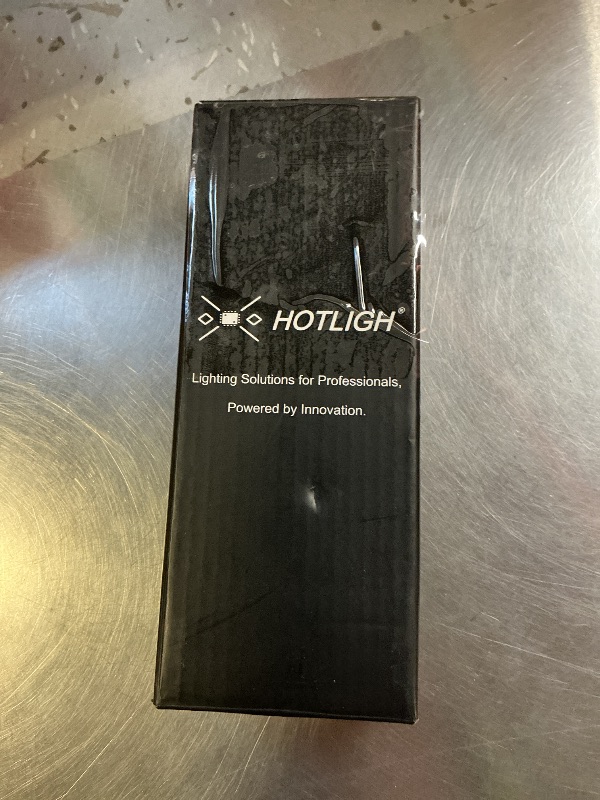 HOTLIGH®
Lighting Solutions for Professionals,
Powered by Innovation.